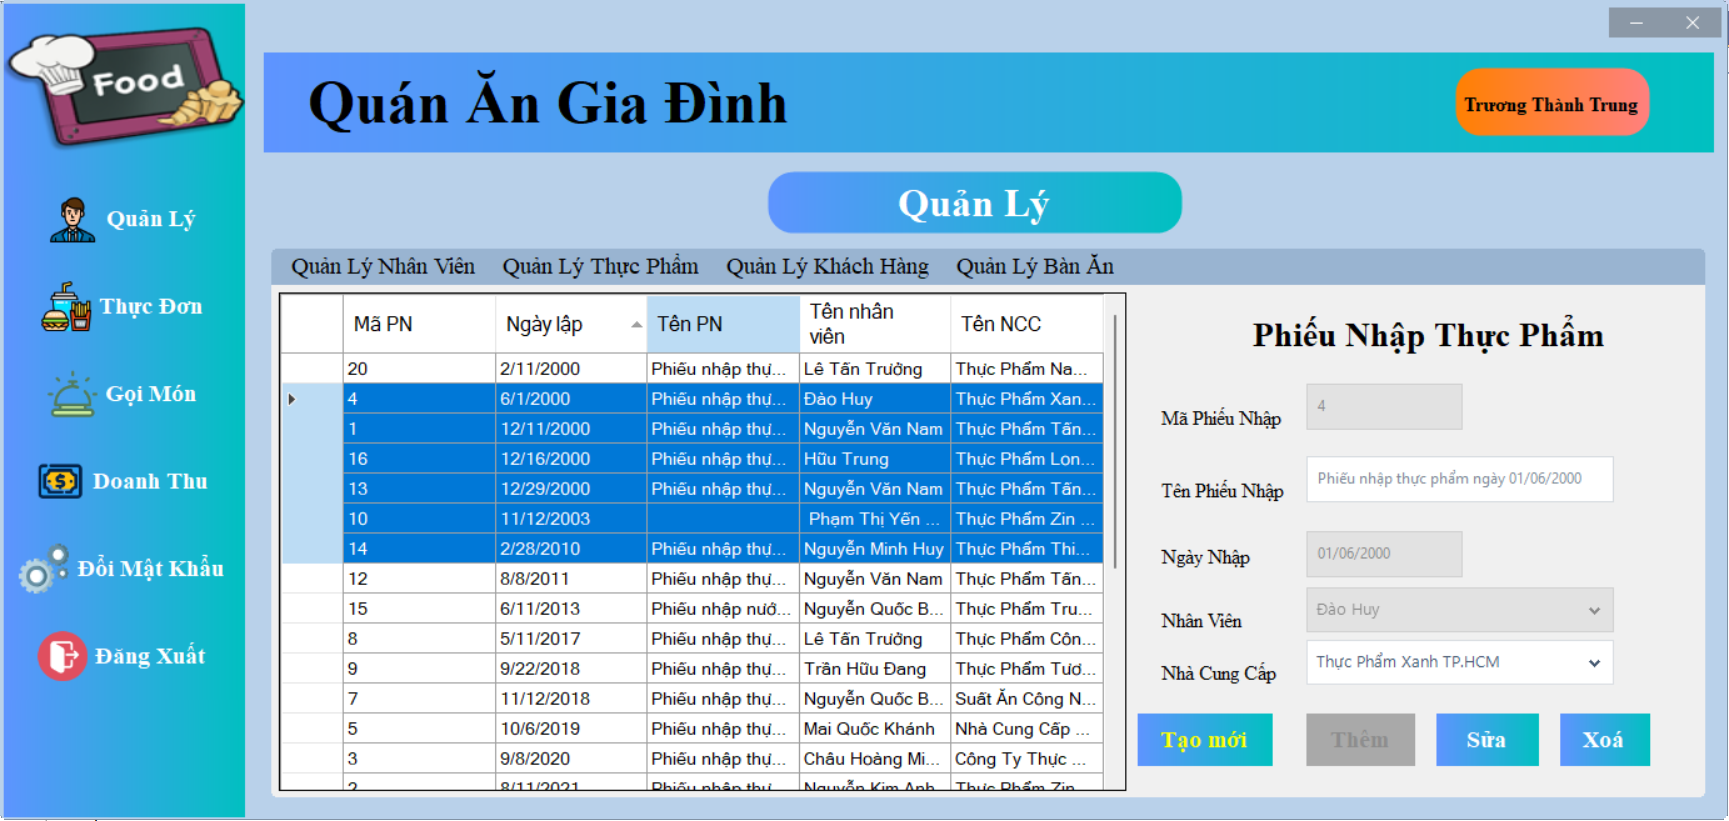 Food
Quán Ăn Gia Đình
Trương Thành Trung
Quản Lý
Quản Lý
Thực Đơn
Gọi Món
Doanh Thu
Đổi Mật Khẩu
Đăng Xuất
Quản Lý Nhân Viên Quản Lý Thực Phẩm Quản Lý Khách Hàng Quản Lý Bàn Ăn
Mã PN Ngày lập Tên PN Tên nhân viên Tên NCC
20 2/11/2000 Phiếu nhập thự... Lê Tấn Trưởng Thực Phẩm Na...
4 6/1/2000 Phiếu nhập thự... Đào Huy Thực Phẩm Xan...
1 12/11/2000 Phiếu nhập thự... Nguyễn Văn Nam Thực Phẩm Tấn...
16 12/16/2000 Phiếu nhập thự... Hữu Trung Thực Phẩm Lon...
13 12/29/2000 Phiếu nhập thự... Nguyễn Văn Nam Thực Phẩm Tấn...
10 11/12/2003 Phạm Thị Yến ... Thực Phẩm Zin ...
14 2/28/2010 Phiếu nhập thự... Nguyễn Minh Huy Thực Phẩm Thi...
12 8/8/2011 Phiếu nhập thự... Nguyễn Văn Nam Thực Phẩm Tấn...
15 6/11/2013 Phiếu nhập nướ... Nguyễn Quốc B... Thực Phẩm Tru...
8 5/11/2017 Phiếu nhập thự... Lê Tấn Trưởng Thực Phẩm Côn...
9 9/22/2018 Phiếu nhập thự... Trần Hữu Đang Thực Phẩm Tươ...
7 11/12/2018 Phiếu nhập thự... Nguyễn Quốc B... Suất Ăn Công N...
5 10/6/2019 Phiếu nhập thự... Mai Quốc Khánh Nhà Cung Cấp ...
3 9/8/2020 Phiếu nhập thự... Châu Hoàng Mi... Công Ty Thực ...
2 8/11/2021 Phiếu nhập thự... Nguyễn Kim Anh Thực Phẩm Zin
Phiếu Nhập Thực Phẩm
Mã Phiếu Nhập 4
Tên Phiếu Nhập Phiếu nhập thực phẩm ngày 01/06/2000
Ngày Nhập 01/06/2000
Nhân Viên Đào Huy
Nhà Cung Cấp Thực Phẩm Xanh TP.HCM
Tạo mới Thêm Sửa Xoá